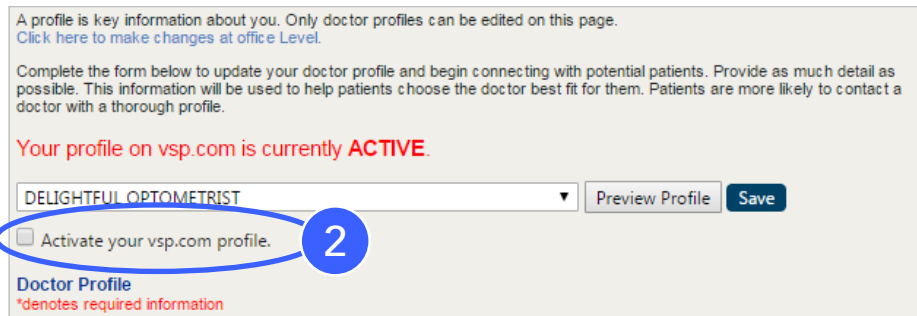 A profile is key information about you. Only doctor profiles can be edited on this page.
Click here to make changes at office Level.
Complete the form below to update your doctor profile and begin connecting with potential patients. Provide as much detail as
possible. This information will be used to help patients choose the doctor best fit for them. Patients are more likely to contact a
doctor with a thorough profile.
Your profile on vsp.com is currently ACTIVE.
DELIGHTFUL OPTOMETRIST Preview Profile Save
Activate your vsp.com profile. 2
Doctor Profile
*denotes required information